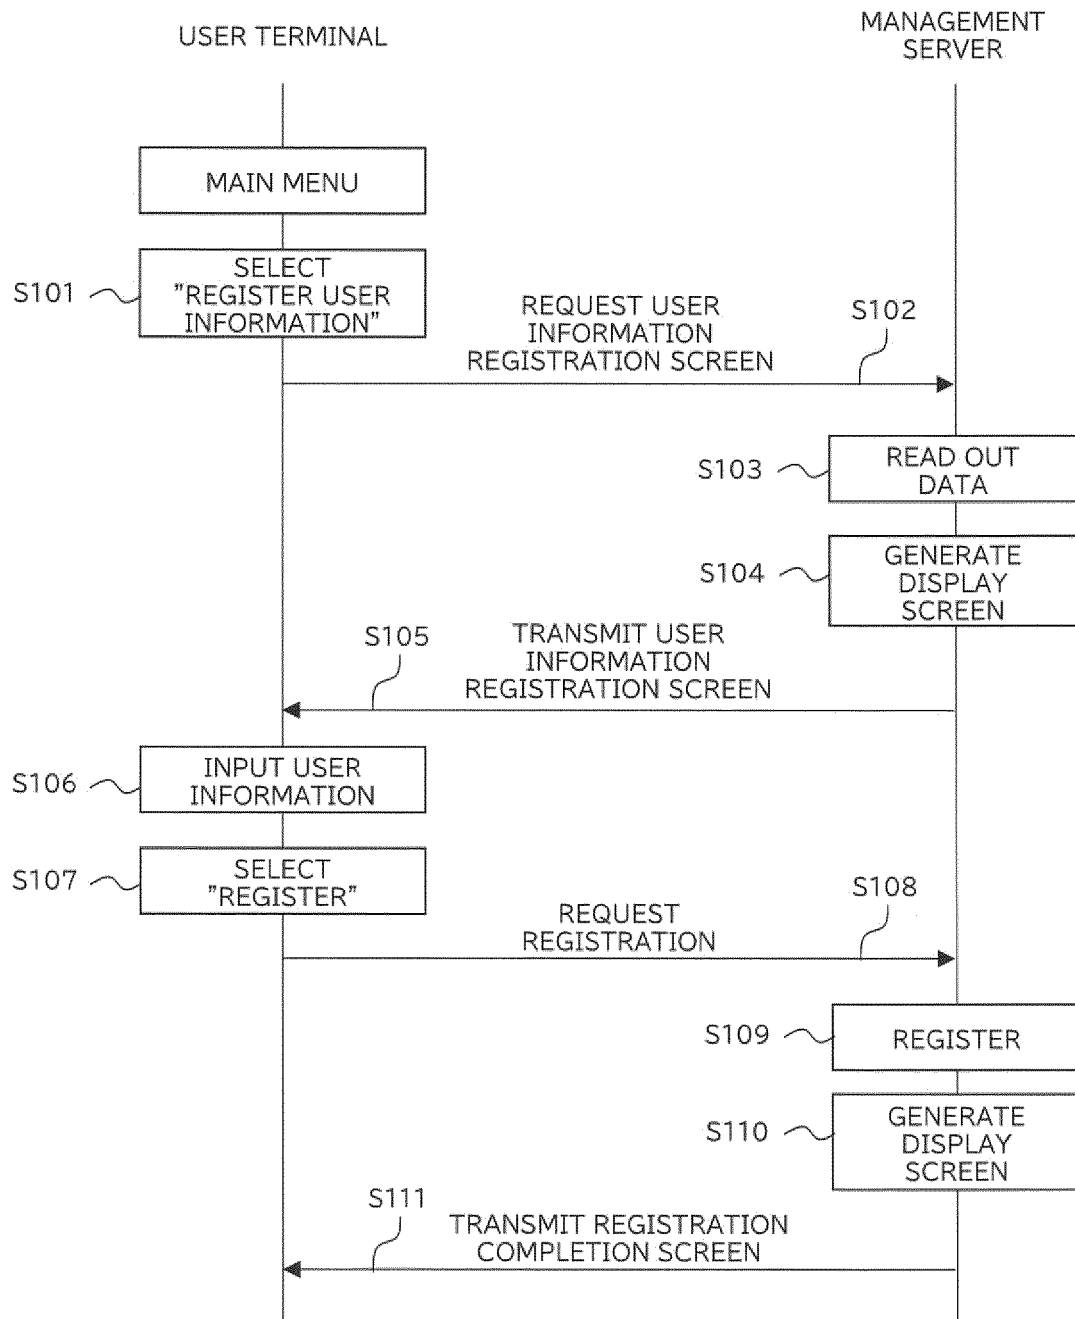 USER TERMINAL
MANAGEMENT
SERVER
MAIN MENU
S101
SELECT
"REGISTER USER
INFORMATION"
REQUEST USER
INFORMATION
REGISTRATION SCREEN
S102
S103
READ OUT
DATA
S104
GENERATE
DISPLAY
SCREEN
S105
TRANSMIT USER
INFORMATION
REGISTRATION SCREEN
S106
INPUT USER
INFORMATION
S107
SELECT
"REGISTER"
REQUEST
REGISTRATION
S108
S109
REGISTER
S110
GENERATE
DISPLAY
SCREEN
S111
TRANSMIT REGISTRATION
COMPLETION SCREEN